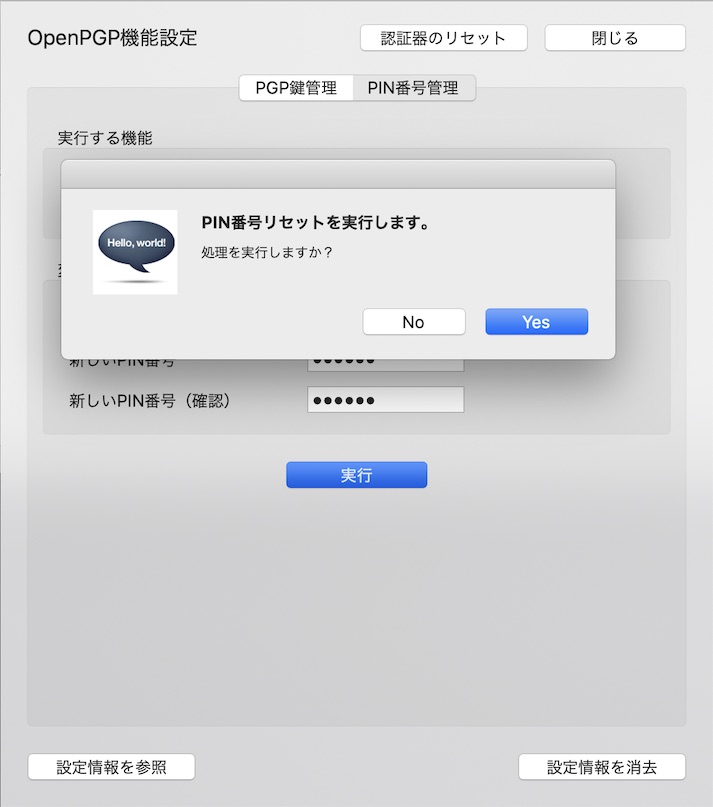 OpenPGP機能設定
認証器のリセット
閉じる
PGP鍵管理
PIN番号管理
実行する機能
Hello, world!
PIN番号リセットを実行します。
処理を実行しますか？
No
Yes
新しいPIN番号
新しいPIN番号（確認）
実行
設定情報を参照
設定情報を消去